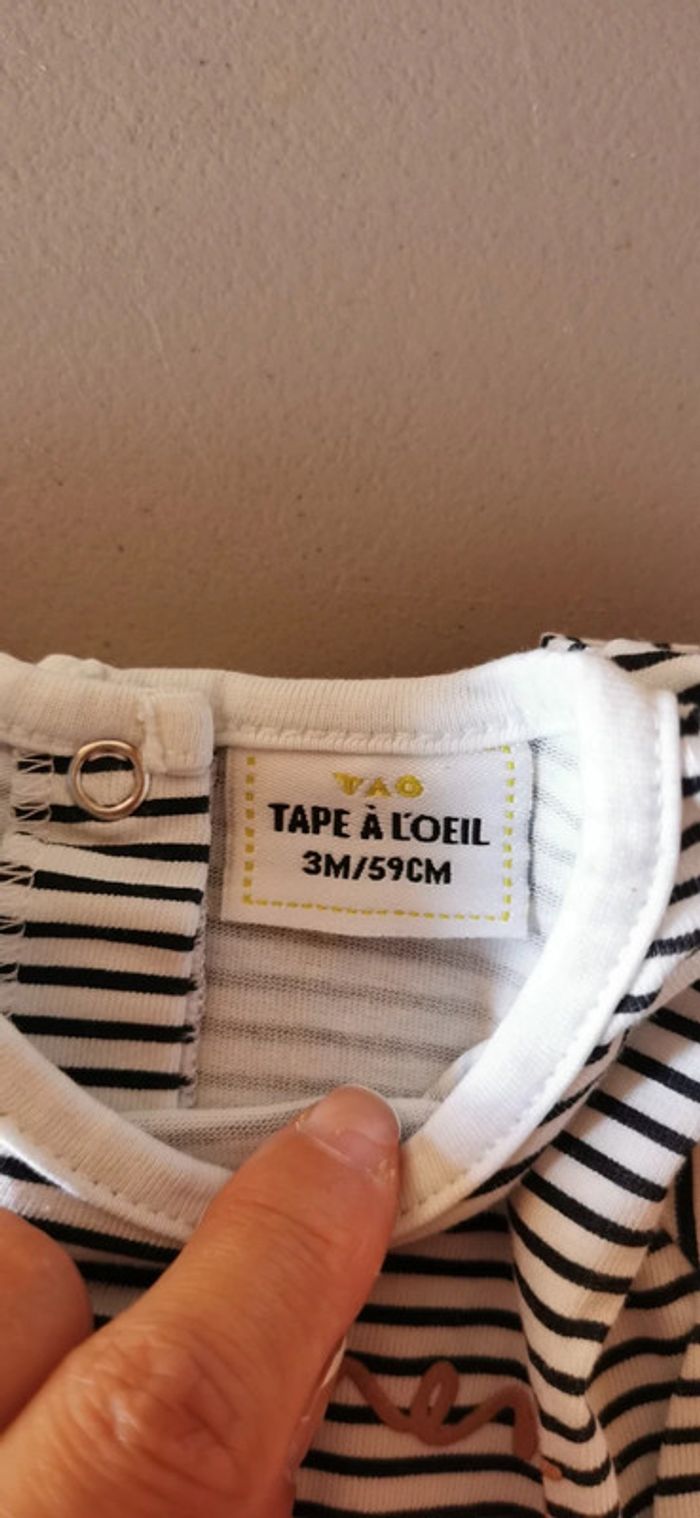 TAO
TAPE À L'OEIL
3M/59CM